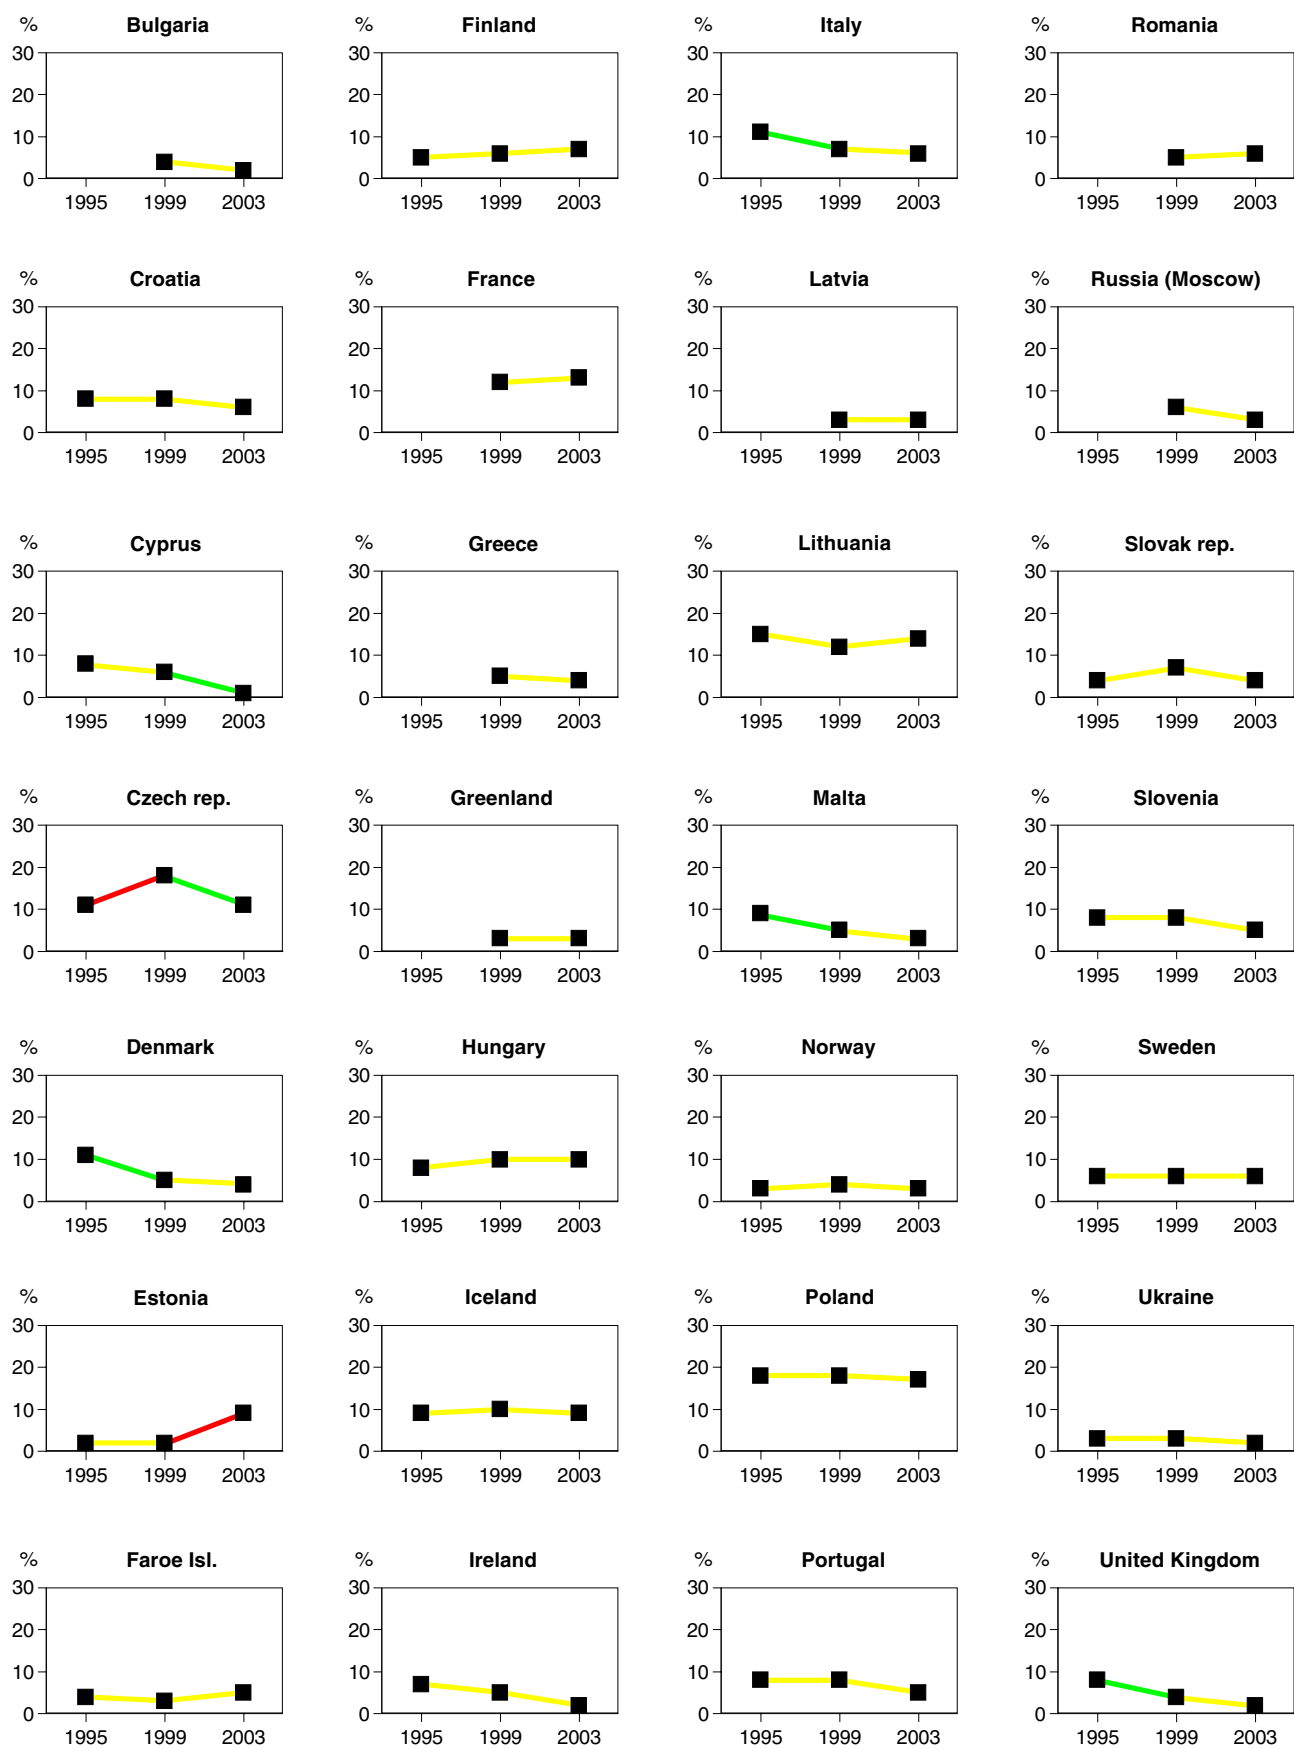 % Bulgaria % Finland % Italy % Romania
30 30 30 30
20 20 20 20
10 10 10 10
0 0 0 0
1995 1999 2003 1995 1999 2003 1995 1999 2003 1995 1999 2003
% Croatia % France % Latvia % Russia (Moscow)
30 30 30 30
20 20 20 20
10 10 10 10
0 0 0 0
1995 1999 2003 1995 1999 2003 1995 1999 2003 1995 1999 2003
% Cyprus % Greece % Lithuania % Slovak rep.
30 30 30 30
20 20 20 20
10 10 10 10
0 0 0 0
1995 1999 2003 1995 1999 2003 1995 1999 2003 1995 1999 2003
% Czech rep. % Greenland % Malta % Slovenia
30 30 30 30
20 20 20 20
10 10 10 10
0 0 0 0
1995 1999 2003 1995 1999 2003 1995 1999 2003 1995 1999 2003
% Denmark % Hungary % Norway % Sweden
30 30 30 30
20 20 20 20
10 10 10 10
0 0 0 0
1995 1999 2003 1995 1999 2003 1995 1999 2003 1995 1999 2003
% Estonia % Iceland % Poland % Ukraine
30 30 30 30
20 20 20 20
10 10 10 10
0 0 0 0
1995 1999 2003 1995 1999 2003 1995 1999 2003 1995 1999 2003
% Faroe Isl. % Ireland % Portugal % United Kingdom
30 30 30 30
20 20 20 20
10 10 10 10
0 0 0 0
1995 1999 2003 1995 1999 2003 1995 1999 2003 1995 1999 2003